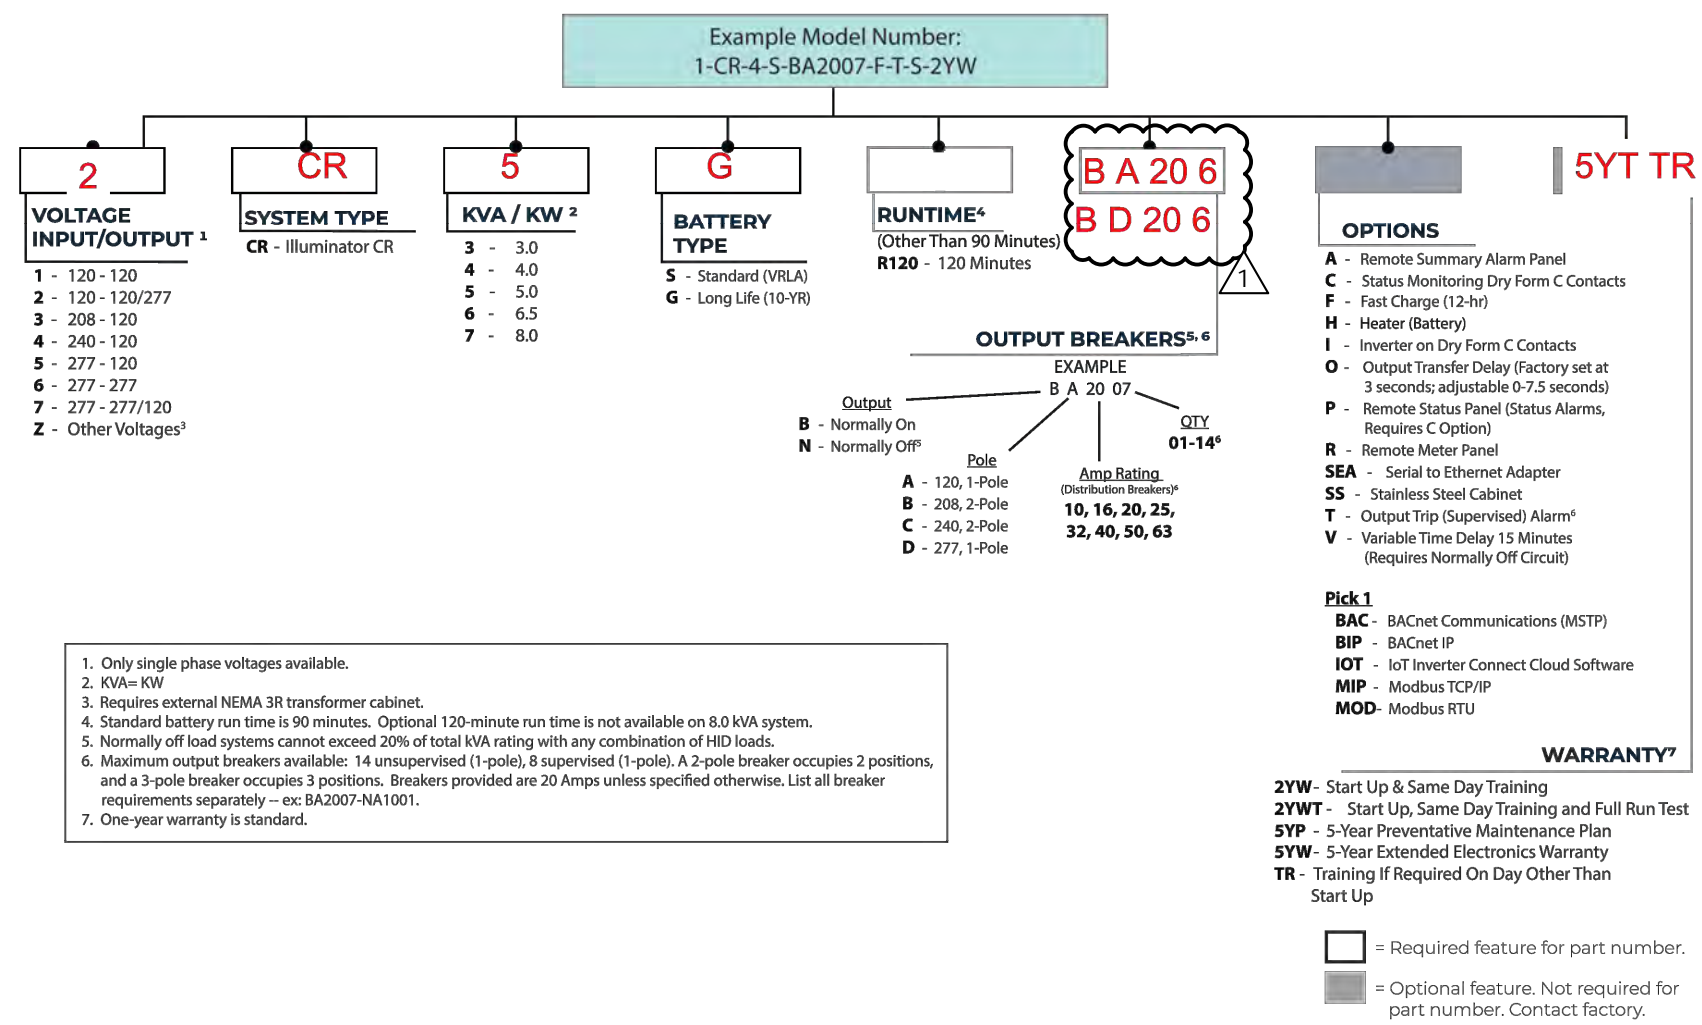 Example Model Number:
1-CR-4-S-BA2007-F-T-S-2YW
2
CR
5
G
B A 20 6
B D 20 6
1
5YT TR
VOLTAGE
INPUT/OUTPUT 1
1 - 120 - 120
2 - 120 - 120/277
3 - 208 - 120
4 - 240 - 120
5 - 277 - 120
6 - 277 - 277
7 - 277 - 277/120
Z - Other Voltages3
SYSTEM TYPE
CR - Illuminator CR
KVA / KW 2
3 - 3.0
4 - 4.0
5 - 5.0
6 - 6.5
7 - 8.0
BATTERY
TYPE
S - Standard (VRLA)
G - Long Life (10-YR)
RUNTIME4
(Other Than 90 Minutes)
R120 - 120 Minutes
OUTPUT BREAKERS5, 6
EXAMPLE
B A 20 07
Output
B - Normally On
N - Normally Off5
Pole
A - 120, 1-Pole
B - 208, 2-Pole
C - 240, 2-Pole
D - 277, 1-Pole
Amp Rating
(Distribution Breakers)6
10, 16, 20, 25,
32, 40, 50, 63
QTY
01-146
OPTIONS
A - Remote Summary Alarm Panel
C - Status Monitoring Dry Form C Contacts
F - Fast Charge (12-hr)
H - Heater (Battery)
I - Inverter on Dry Form C Contacts
O - Output Transfer Delay (Factory set at
3 seconds; adjustable 0-7.5 seconds)
P - Remote Status Panel (Status Alarms,
Requires C Option)
R - Remote Meter Panel
SEA - Serial to Ethernet Adapter
SS - Stainless Steel Cabinet
T - Output Trip (Supervised) Alarm6
V - Variable Time Delay 15 Minutes
(Requires Normally Off Circuit)
Pick 1
BAC - BACnet Communications (MSTP)
BIP - BACnet IP
IOT - IoT Inverter Connect Cloud Software
MIP - Modbus TCP/IP
MOD- Modbus RTU
WARRANTY7
2YW- Start Up & Same Day Training
2YWT - Start Up, Same Day Training and Full Run Test
5YP - 5-Year Preventative Maintenance Plan
5YW- 5-Year Extended Electronics Warranty
TR - Training If Required On Day Other Than
Start Up
1. Only single phase voltages available.
2. KVA= KW
3. Requires external NEMA 3R transformer cabinet.
4. Standard battery run time is 90 minutes. Optional 120-minute run time is not available on 8.0 kVA system.
5. Normally off load systems cannot exceed 20% of total kVA rating with any combination of HID loads.
6. Maximum output breakers available: 14 unsupervised (1-pole), 8 supervised (1-pole). A 2-pole breaker occupies 2 positions,
and a 3-pole breaker occupies 3 positions. Breakers provided are 20 Amps unless specified otherwise. List all breaker
requirements separately -- ex: BA2007-NA1001.
7. One-year warranty is standard.
= Required feature for part number.
= Optional feature. Not required for
part number. Contact factory.